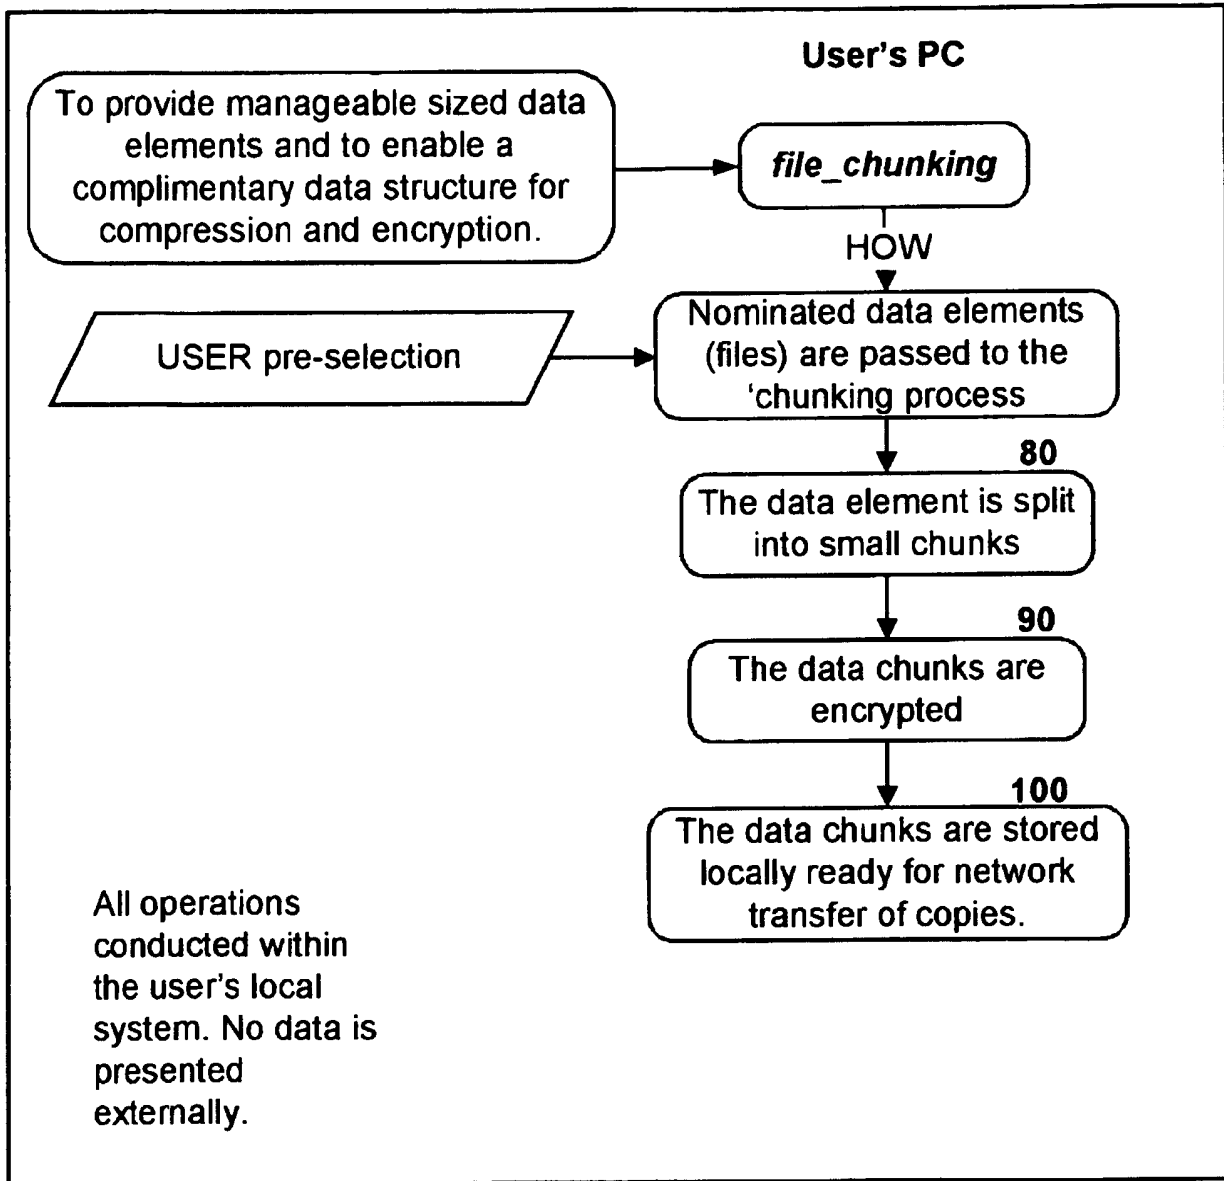 User's PC
To provide manageable sized data
elements and to enable a
complimentary data structure for
compression and encryption.
file_chunking
HOW
USER pre-selection
Nominated data elements
(files) are passed to the
‘chunking process
80
The data element is split
into small chunks
90
The data chunks are
encrypted
100
The data chunks are stored
locally ready for network
transfer of copies.
All operations
conducted within
the user's local
system. No data is
presented
externally.